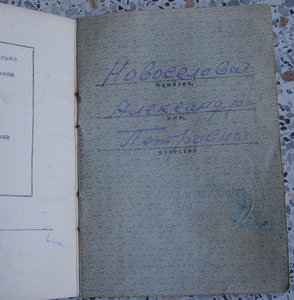 Новоселова
фамилия,
Александра
имя,
Петровна
отчество